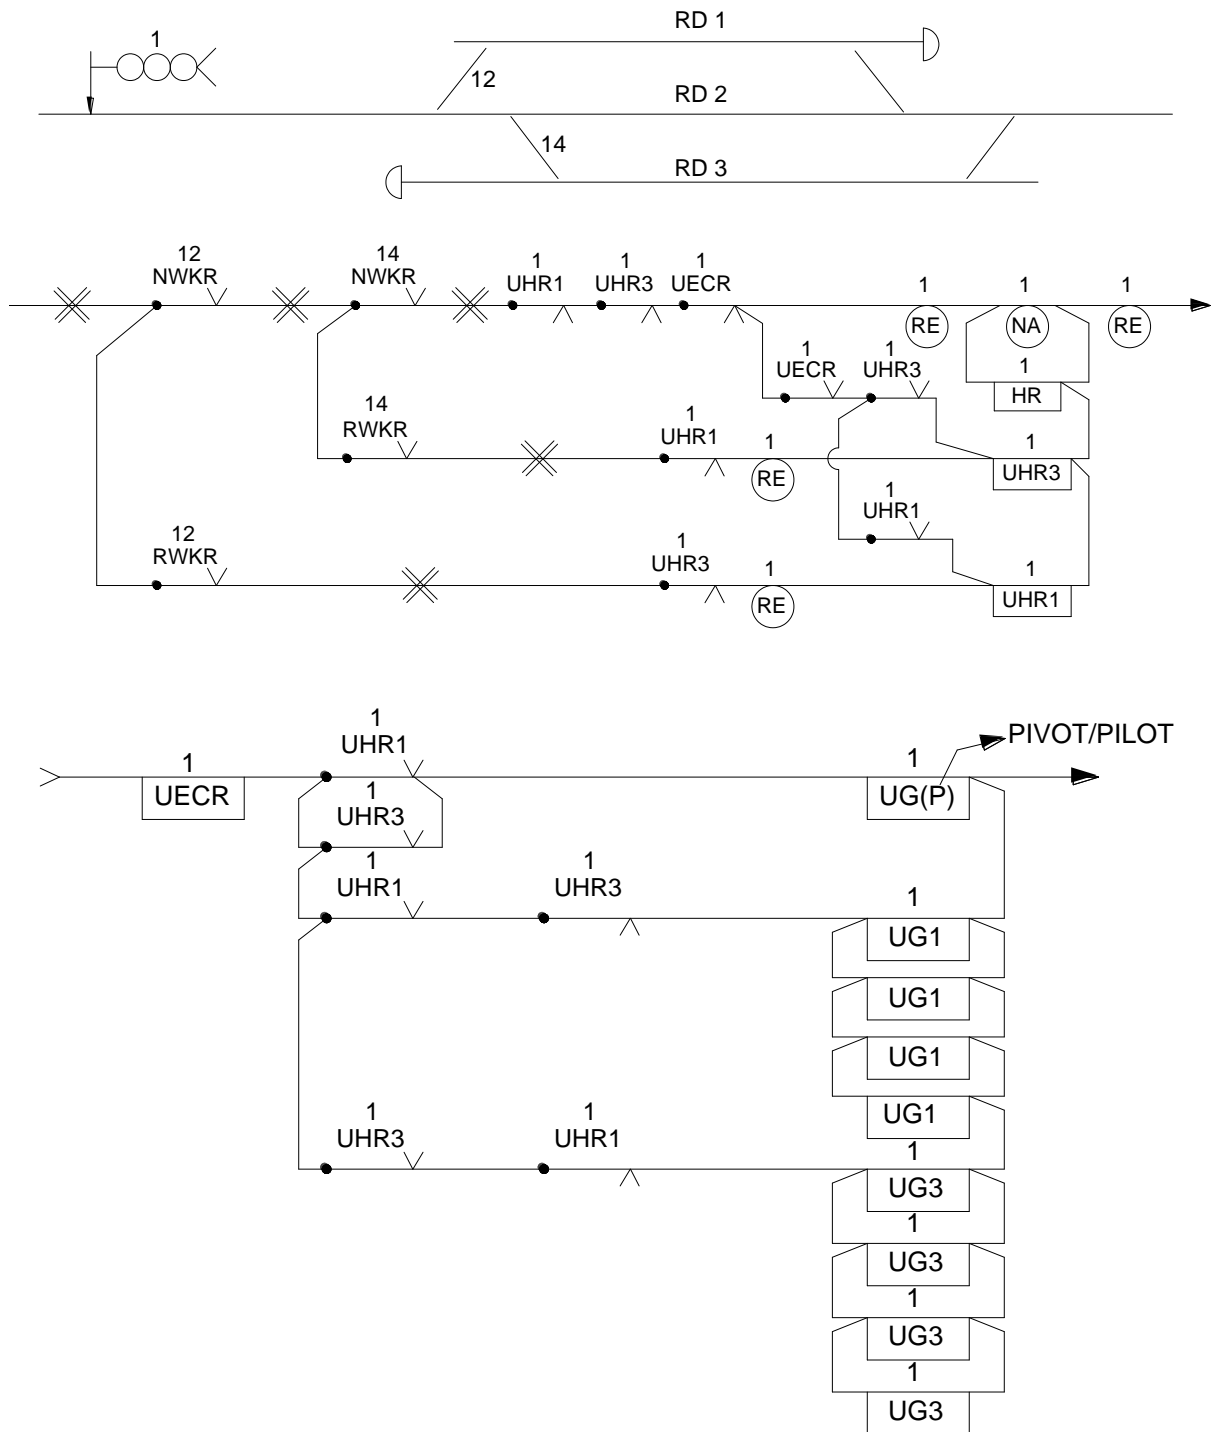 RD 1
1
12
RD 2
14
RD 3
12
NWKR
14
NWKR
1
UHR1
1
UHR3
1
UECR
1
RE
1
NA
1
RE
1
UECR
1
UHR3
1
HR
14
RWKR
1
UHR1
1
RE
1
UHR3
1
UHR1
12
RWKR
1
UHR3
1
RE
1
UHR1
1
UHR1
PIVOT/PILOT
1
UECR
1
UHR3
1
UG(P)
1
UHR1
1
UHR3
1
UG1
UG1
UG1
UG1
1
UHR3
1
UHR1
1
UG3
1
UG3
1
UG3
1
UG3